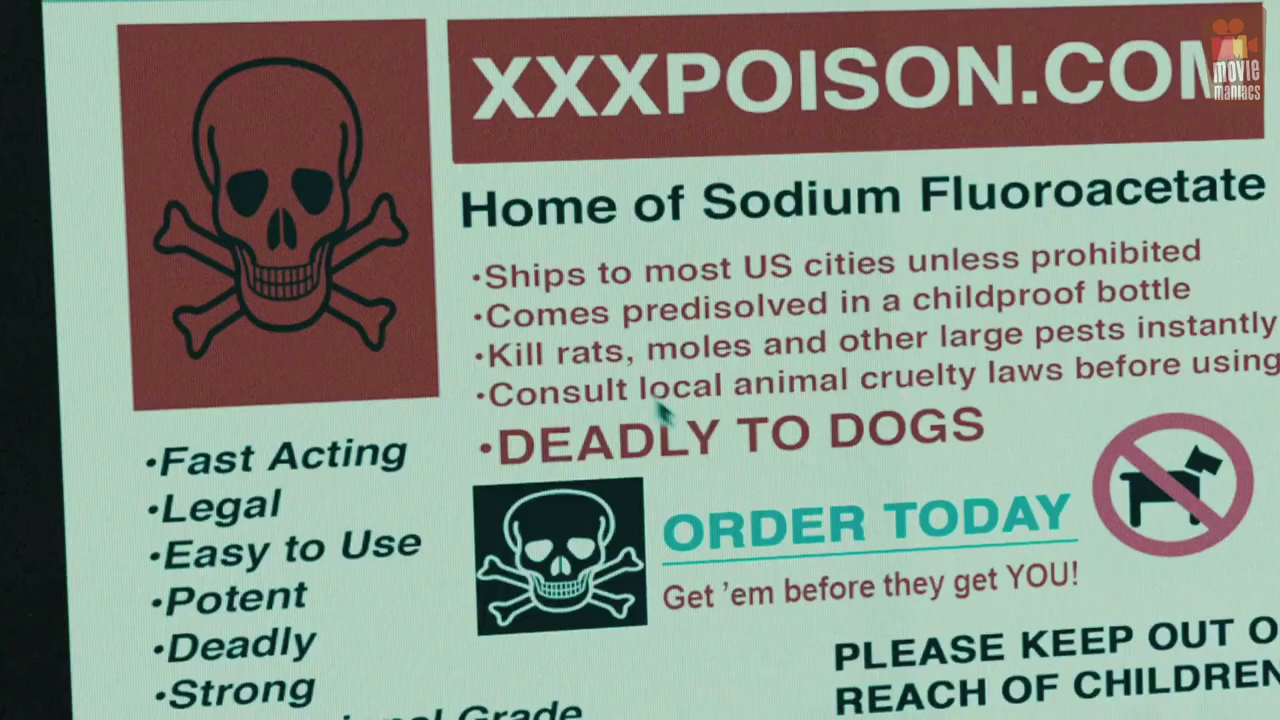 XXXPOISON.COM
movie
maniacs
Home of Sodium Fluoroacetate
•Ships to most US cities unless prohibited
•Comes predisolved in a childproof bottle
•Kill rats, moles and other large pests instantly
•Consult local animal cruelty laws before using
•DEADLY TO DOGS
•Fast Acting
•Legal
•Easy to Use
•Potent
•Deadly
•Strong
Grade
ORDER TODAY
Get 'em before they get YOU!
PLEASE KEEP OUT O
REACH OF CHILDREN